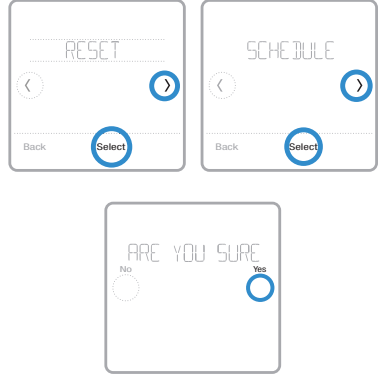 RESET
Back
Select
SCHEDULE
Back
Select
ARE YOU SURE
No
Yes